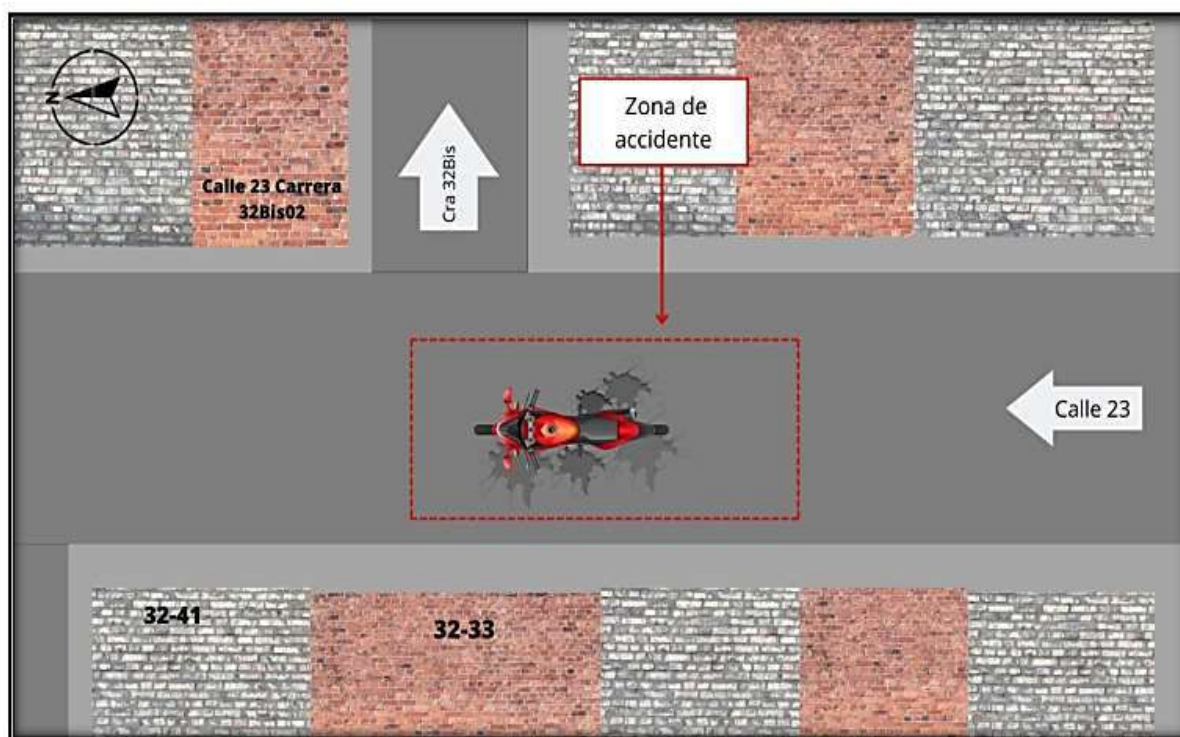 N
Calle 23 Carrera
32Bis02
Cra 32Bis
Zona de
accidente
Calle 23
32-41
32-33